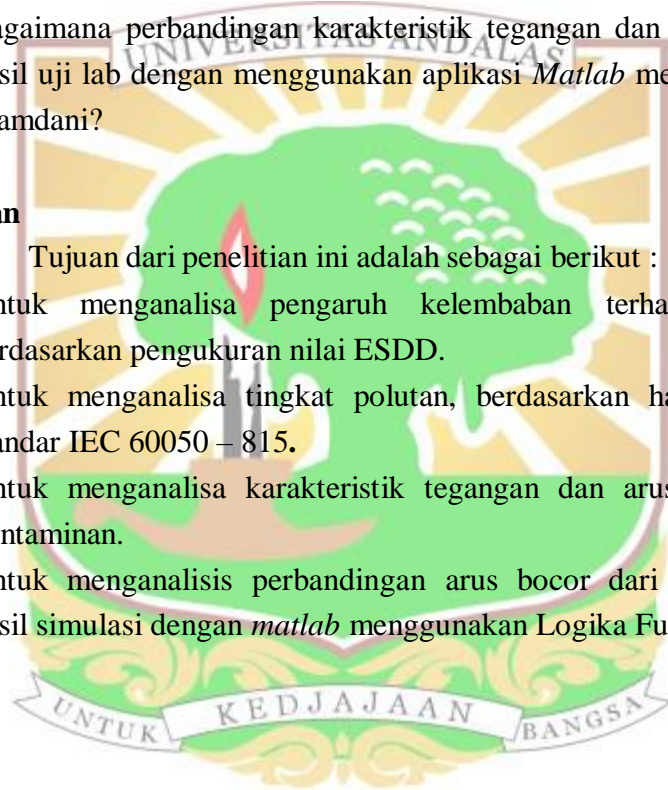 agaimana perbandingan karakteristik tegangan dan
UNIVERSITAS ANDALAS
sil uji lab dengan menggunakan aplikasi Matlab me
amdani?
an
Tujuan dari penelitian ini adalah sebagai berikut :
ntuk menganalisa pengaruh kelembaban terha
erdasarkan pengukuran nilai ESDD.
ntuk menganalisa tingkat polutan, berdasarkan ha
andar IEC 60050 – 815.
ntuk menganalisa karakteristik tegangan dan arus
ntaminan.
ntuk menganalisis perbandingan arus bocor dari
sil simulasi dengan matlab menggunakan Logika Fu
UNTUK KEDJAJAAN BANGSA